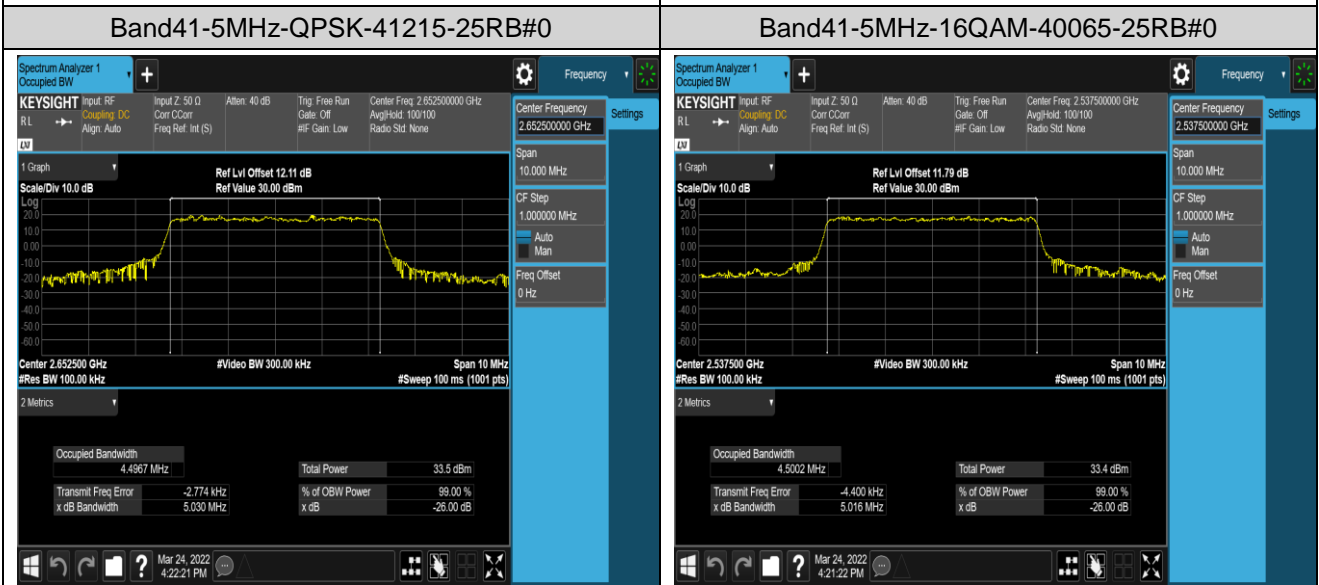 Band41-5MHz-QPSK-41215-25RB#0
Spectrum Analyzer 1
Occupied BW
+
Frequency
KEYSIGHT
RL
LXI
Input: RF
Coupling: DC
Align: Auto
Input Z: 50 Ω
Corr CCorr
Freq Ref: Int (S)
Atten: 40 dB
Trig: Free Run
Gate: Off
#IF Gain: Low
Center Freq: 2.652500000 GHz
Avg|Hold: 100/100
Radio Std: None
Center Frequency
2.652500000 GHz
Settings
Span
10.000 MHz
CF Step
1.000000 MHz
Auto
Man
Freq Offset
0 Hz
1 Graph
Scale/Div 10.0 dB
Ref Lvl Offset 12.11 dB
Ref Value 30.00 dBm
Log
20.0
10.0
0.00
-10.0
-20.0
-30.0
-40.0
-50.0
-60.0
Center 2.652500 GHz
#Res BW 100.00 kHz
#Video BW 300.00 kHz
Span 10 MHz
#Sweep 100 ms (1001 pts)
2 Metrics
Occupied Bandwidth
4.4967 MHz
Total Power 33.5 dBm
Transmit Freq Error -2.774 kHz
% of OBW Power 99.00 %
x dB Bandwidth 5.030 MHz
x dB -26.00 dB
?
Mar 24, 2022
4:22:21 PM
Band41-5MHz-16QAM-40065-25RB#0
Spectrum Analyzer 1
Occupied BW
+
Frequency
KEYSIGHT
RL
LXI
Input: RF
Coupling: DC
Align: Auto
Input Z: 50 Ω
Corr CCorr
Freq Ref: Int (S)
Atten: 40 dB
Trig: Free Run
Gate: Off
#IF Gain: Low
Center Freq: 2.537500000 GHz
Avg|Hold: 100/100
Radio Std: None
Center Frequency
2.537500000 GHz
Settings
Span
10.000 MHz
CF Step
1.000000 MHz
Auto
Man
Freq Offset
0 Hz
1 Graph
Scale/Div 10.0 dB
Ref Lvl Offset 11.79 dB
Ref Value 30.00 dBm
Log
20.0
10.0
0.00
-10.0
-20.0
-30.0
-40.0
-50.0
-60.0
Center 2.537500 GHz
#Res BW 100.00 kHz
#Video BW 300.00 kHz
Span 10 MHz
#Sweep 100 ms (1001 pts)
2 Metrics
Occupied Bandwidth
4.5002 MHz
Total Power 33.4 dBm
Transmit Freq Error -4.400 kHz
% of OBW Power 99.00 %
x dB Bandwidth 5.016 MHz
x dB -26.00 dB
?
Mar 24, 2022
4:21:22 PM